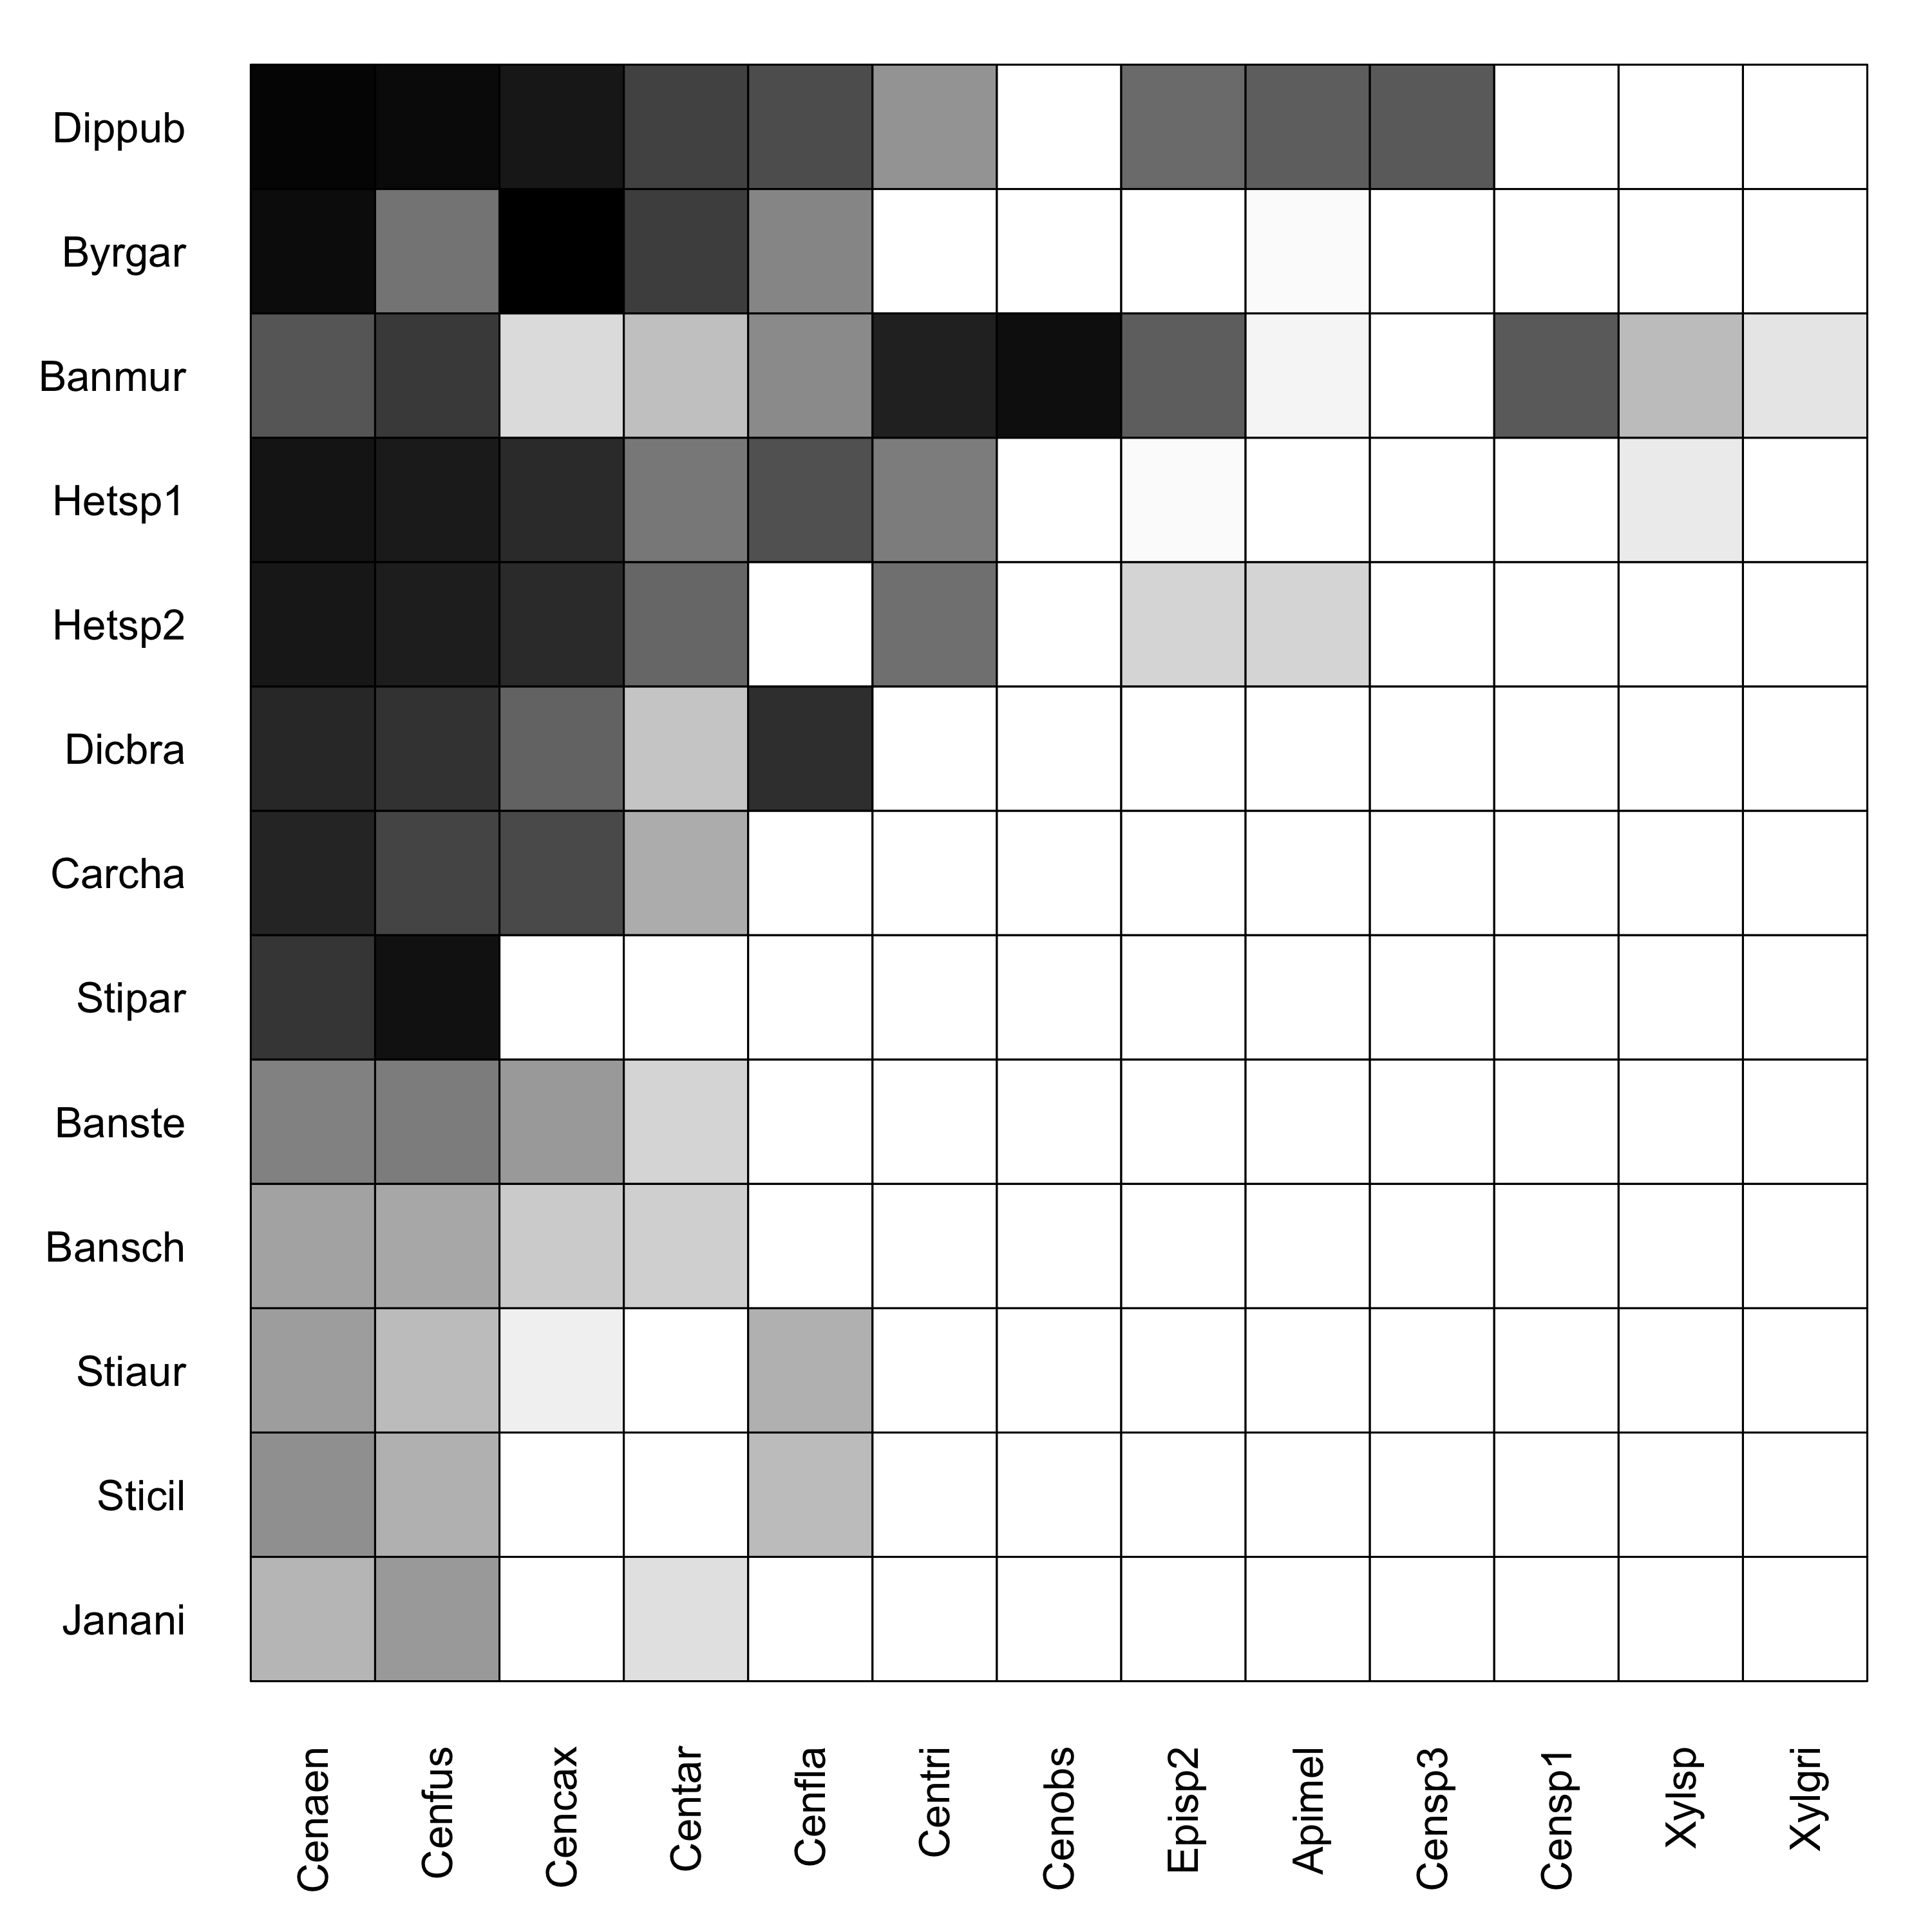 Dippub
Byrgar
Banmur
Hetsp1
Hetsp2
Dicbra
Carcha
Stipar
Banste
Bansch
Stiaur
Sticil
Janani
Cenaen
Cenfus
Cencax
Centar
Cenfla
Centri
Cenobs
Episp2
Apimel
Censp3
Censp1
Xylsp
Xylgri